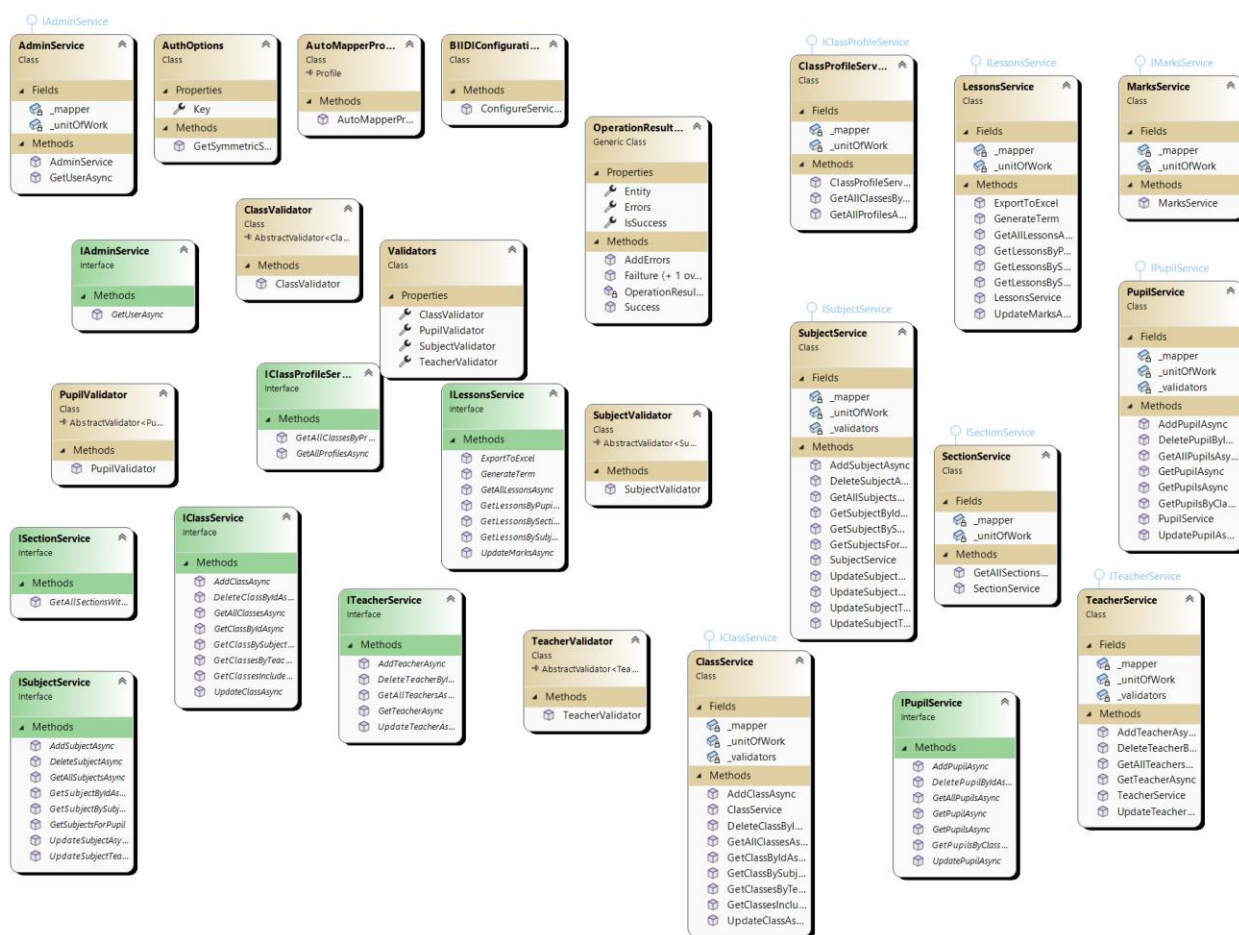 IAdminService
AdminService
Class
Fields
_mapper
_unitOfWork
Methods
AdminService
GetUserAsync
AuthOptions
Class
Properties
Key
Methods
GetSymmetricS...
AutoMapperPro...
Class
Profile
Methods
AutoMapperPr...
BllDIConfigurati...
Class
Methods
ConfigureServic...
OperationResult...
Generic Class
Properties
Entity
Errors
IsSuccess
Methods
AddErrors
Failture (+ 1 ov...
OperationResul...
Success
IClassProfileService
ClassProfileServ...
Class
Fields
_mapper
_unitOfWork
Methods
ClassProfileServ...
GetAllClassesBy...
GetAllProfilesA...
ILessonsService
LessonsService
Class
Fields
_mapper
_unitOfWork
Methods
ExportToExcel
GenerateTerm
GetAllLessonsA...
GetLessonsByP...
GetLessonsByS...
GetLessonsByS...
LessonsService
UpdateMarksA...
IMarksService
MarksService
Class
Fields
_mapper
_unitOfWork
Methods
MarksService
IAdminService
Interface
Methods
GetUserAsync
ClassValidator
Class
AbstractValidator<Cla...
Methods
ClassValidator
Validators
Class
Properties
ClassValidator
PupilValidator
SubjectValidator
TeacherValidator
ISubjectService
SubjectService
Class
Fields
_mapper
_unitOfWork
_validators
Methods
AddSubjectAsync
DeleteSubjectA...
GetAllSubjects...
GetSubjectById...
GetSubjectByS...
GetSubjectsFor...
SubjectService
UpdateSubject...
UpdateSubject...
UpdateSubjectT...
UpdateSubjectT...
IPupilService
PupilService
Class
Fields
_mapper
_unitOfWork
_validators
Methods
AddPupilAsync
DeletePupilByI...
GetAllPupilsAsy...
GetPupilAsync
GetPupilsAsync
GetPupilsByCla...
PupilService
UpdatePupilAs...
PupilValidator
Class
AbstractValidator<Pu...
Methods
PupilValidator
IClassProfileSer...
Interface
Methods
GetAllClassesByPr...
GetAllProfilesAsync
ILessonsService
Interface
Methods
ExportToExcel
GenerateTerm
GetAllLessonsAsync
GetLessonsByPupi...
GetLessonsBySecti...
GetLessonsBySubj...
UpdateMarksAsync
SubjectValidator
Class
AbstractValidator<Su...
Methods
SubjectValidator
ISectionService
SectionService
Class
Fields
_mapper
_unitOfWork
Methods
GetAllSections...
SectionService
ISectionService
Interface
Methods
GetAllSectionsWit...
IClassService
Interface
Methods
AddClassAsync
DeleteClassByIdAs...
GetAllClassesAsync
GetClassByIdAsync
GetClassBySubject...
GetClassesByTeac...
GetClassesInclude...
UpdateClassAsync
ITeacherService
Interface
Methods
AddTeacherAsync
DeleteTeacherByI...
GetAllTeachersAs...
GetTeacherAsync
UpdateTeacherAs...
TeacherValidator
Class
AbstractValidator<Tea...
Methods
TeacherValidator
IClassService
ClassService
Class
Fields
_mapper
_unitOfWork
_validators
Methods
AddClassAsync
ClassService
DeleteClassByI...
GetAllClassesAs...
GetClassByIdAs...
GetClassBySubj...
GetClassesByTe...
GetClassesInclu...
UpdateClassAs...
ITeacherService
TeacherService
Class
Fields
_mapper
_unitOfWork
_validators
Methods
AddTeacherAsy...
DeleteTeacherB...
GetAllTeachers...
GetTeacherAsync
TeacherService
UpdateTeacher...
ISubjectService
Interface
Methods
AddSubjectAsync
DeleteSubjectAsync
GetAllSubjectsAsync
GetSubjectByIdAs...
GetSubjectBySubj...
GetSubjectsForPupil
UpdateSubjectAsy...
UpdateSubjectTea...
IPupilService
Interface
Methods
AddPupilAsync
DeletePupilByIdAs...
GetAllPupilsAsync
GetPupilAsync
GetPupilsAsync
GetPupilsByClass...
UpdatePupilAsync